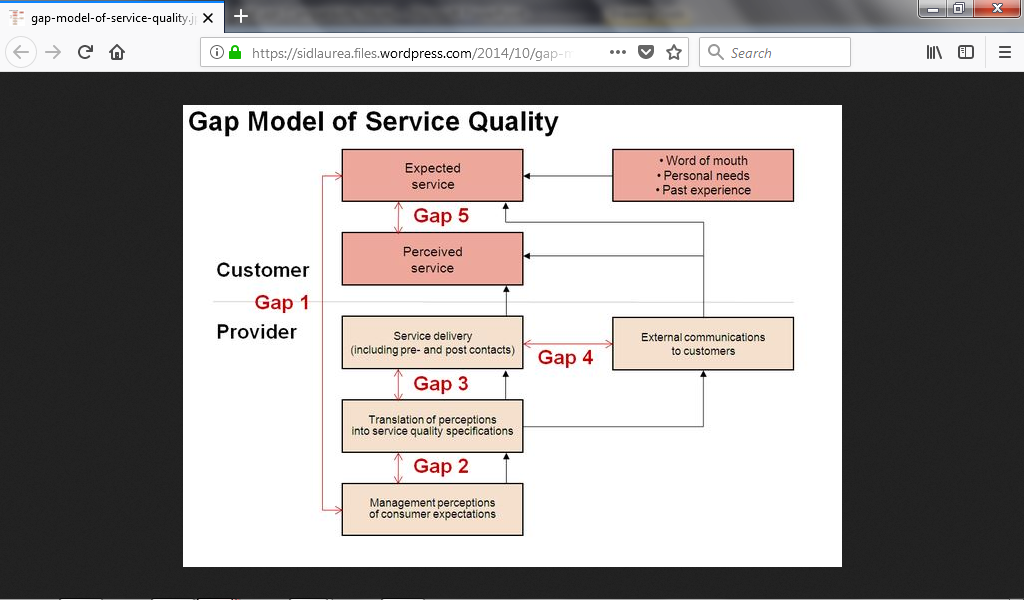 gap-model-of-service-quality.j
https://sidlaurea.files.wordpress.com/2014/10/gap-m
Search
Gap Model of Service Quality
Expected
service
• Word of mouth
• Personal needs
• Past experience
Gap 5
Perceived
service
Customer
Gap 1
Provider
Service delivery
(including pre- and post contacts)
Gap 4
External communications
to customers
Gap 3
Translation of perceptions
into service quality specifications
Gap 2
Management perceptions
of consumer expectations